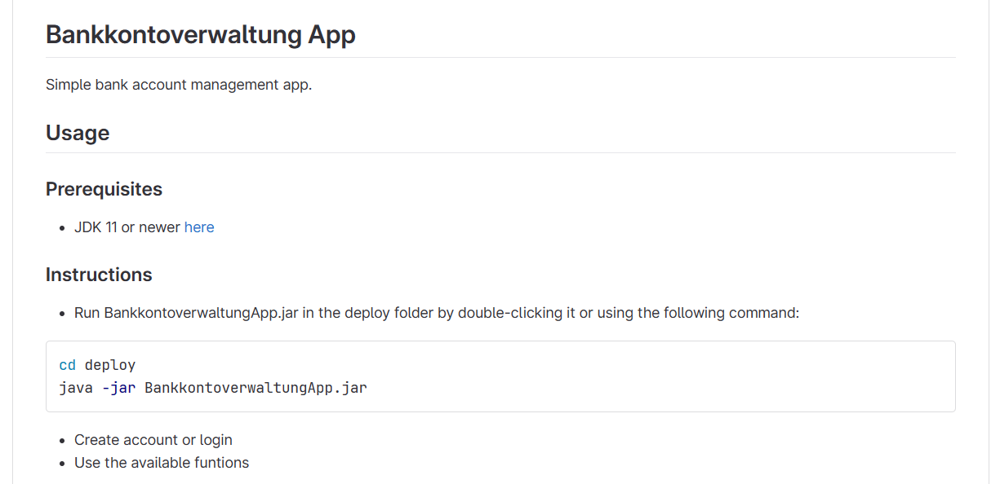 Bankkontoverwaltung App
Simple bank account management app.
Usage
Prerequisites
JDK 11 or newer here
Instructions
Run BankkontoverwaltungApp.jar in the deploy folder by double-clicking it or using the following command:
cd deploy
java -jar BankkontoverwaltungApp.jar
Create account or login
Use the available funtions